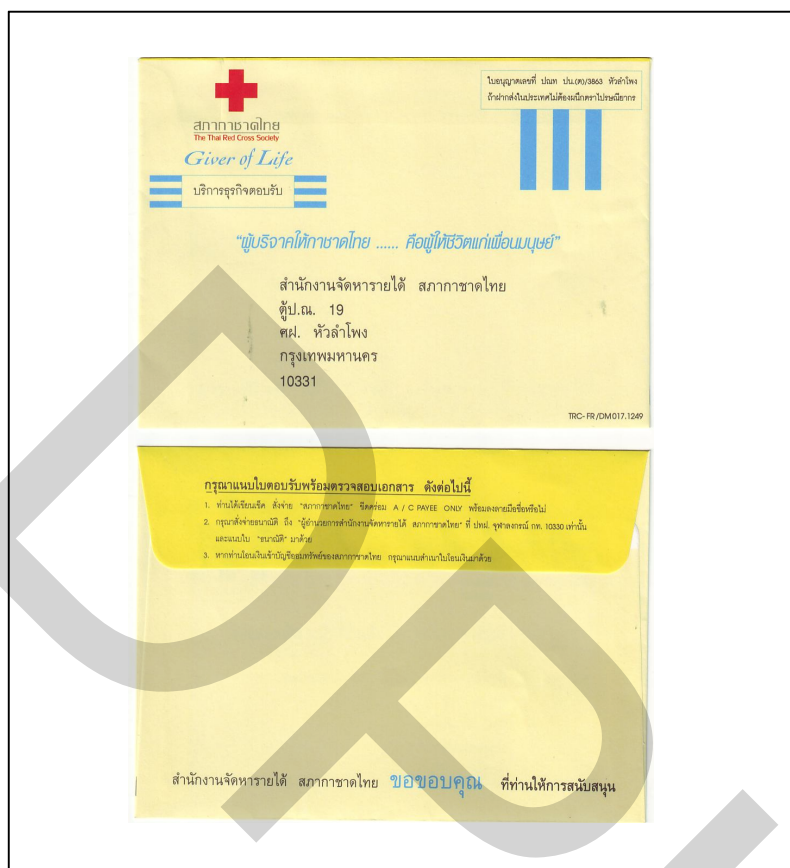 ใบอนุญาตเลขที่ ปณท ปน.(ต)/3863 หัวลำโพง
ถ้าฝากส่งในประเทศไม่ต้องผนึกตราไปรษณียากร
สภากาชาดไทย
The Thai Red Cross Society
Giver of Life
บริการธุรกิจตอบรับ
“ผู้บริจาคให้กาชาดไทย ...... คือผู้ให้ชีวิตแก่เพื่อนมนุษย์”
สำนักงานจัดหารายได้ สภากาชาดไทย
ตู้ป.ณ. 19
ศฝ. หัวลำโพง
กรุงเทพมหานคร
10331
TRC- FR/DM017.1249
กรุณาแนบใบตอบรับพร้อมตรวจสอบเอกสาร ดังต่อไปนี้
1. ท่านได้เขียนเช็ค สั่งจ่าย "สภากาชาดไทย" ขีดคร่อม A / C PAYEE ONLY พร้อมลงลายมือชื่อหรือไม่
2. กรุณาสั่งจ่ายธนาณัติ ถึง "ผู้อำนวยการสำนักงานจัดหารายได้ สภากาชาดไทย" ที่ ปทฝ. จุฬาลงกรณ์ กท. 10330 เท่านั้น
และแนบใบ "ธนาณัติ" มาด้วย
3. หากท่านโอนเงินเข้าบัญชีออมทรัพย์ของสภากาชาดไทย กรุณาแนบสำเนาใบโอนเงินมาด้วย
สำนักงานจัดหารายได้ สภากาชาดไทย ขอขอบคุณ ที่ท่านให้การสนับสนุน